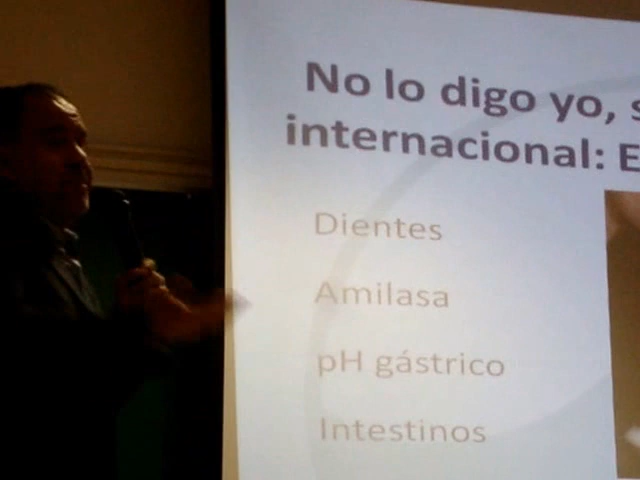 No lo digo yo,
internacional: E
Dientes
Amilasa
pH gástrico
Intestinos